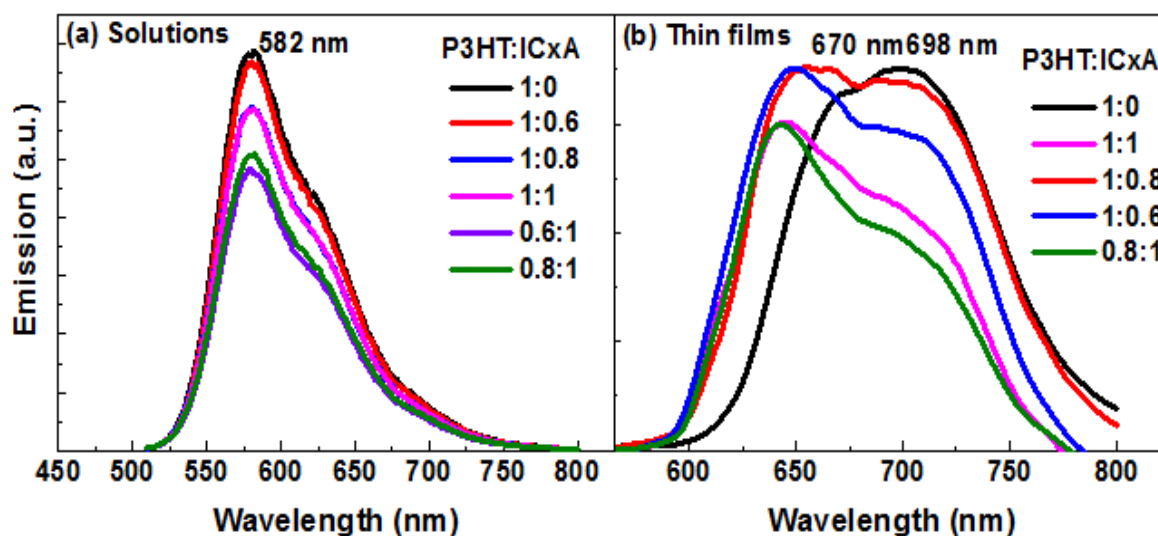 (a) Solutions
582 nm
P3HT:ICxA
1:0
1:0.6
1:0.8
1:1
0.6:1
0.8:1
Emission (a.u.)
450 500 550 600 650 700 750 800
Wavelength (nm)
(b) Thin films
670 nm 698 nm
P3HT:ICxA
1:0
1:1
1:0.8
1:0.6
0.8:1
600 650 700 750 800
Wavelength (nm)